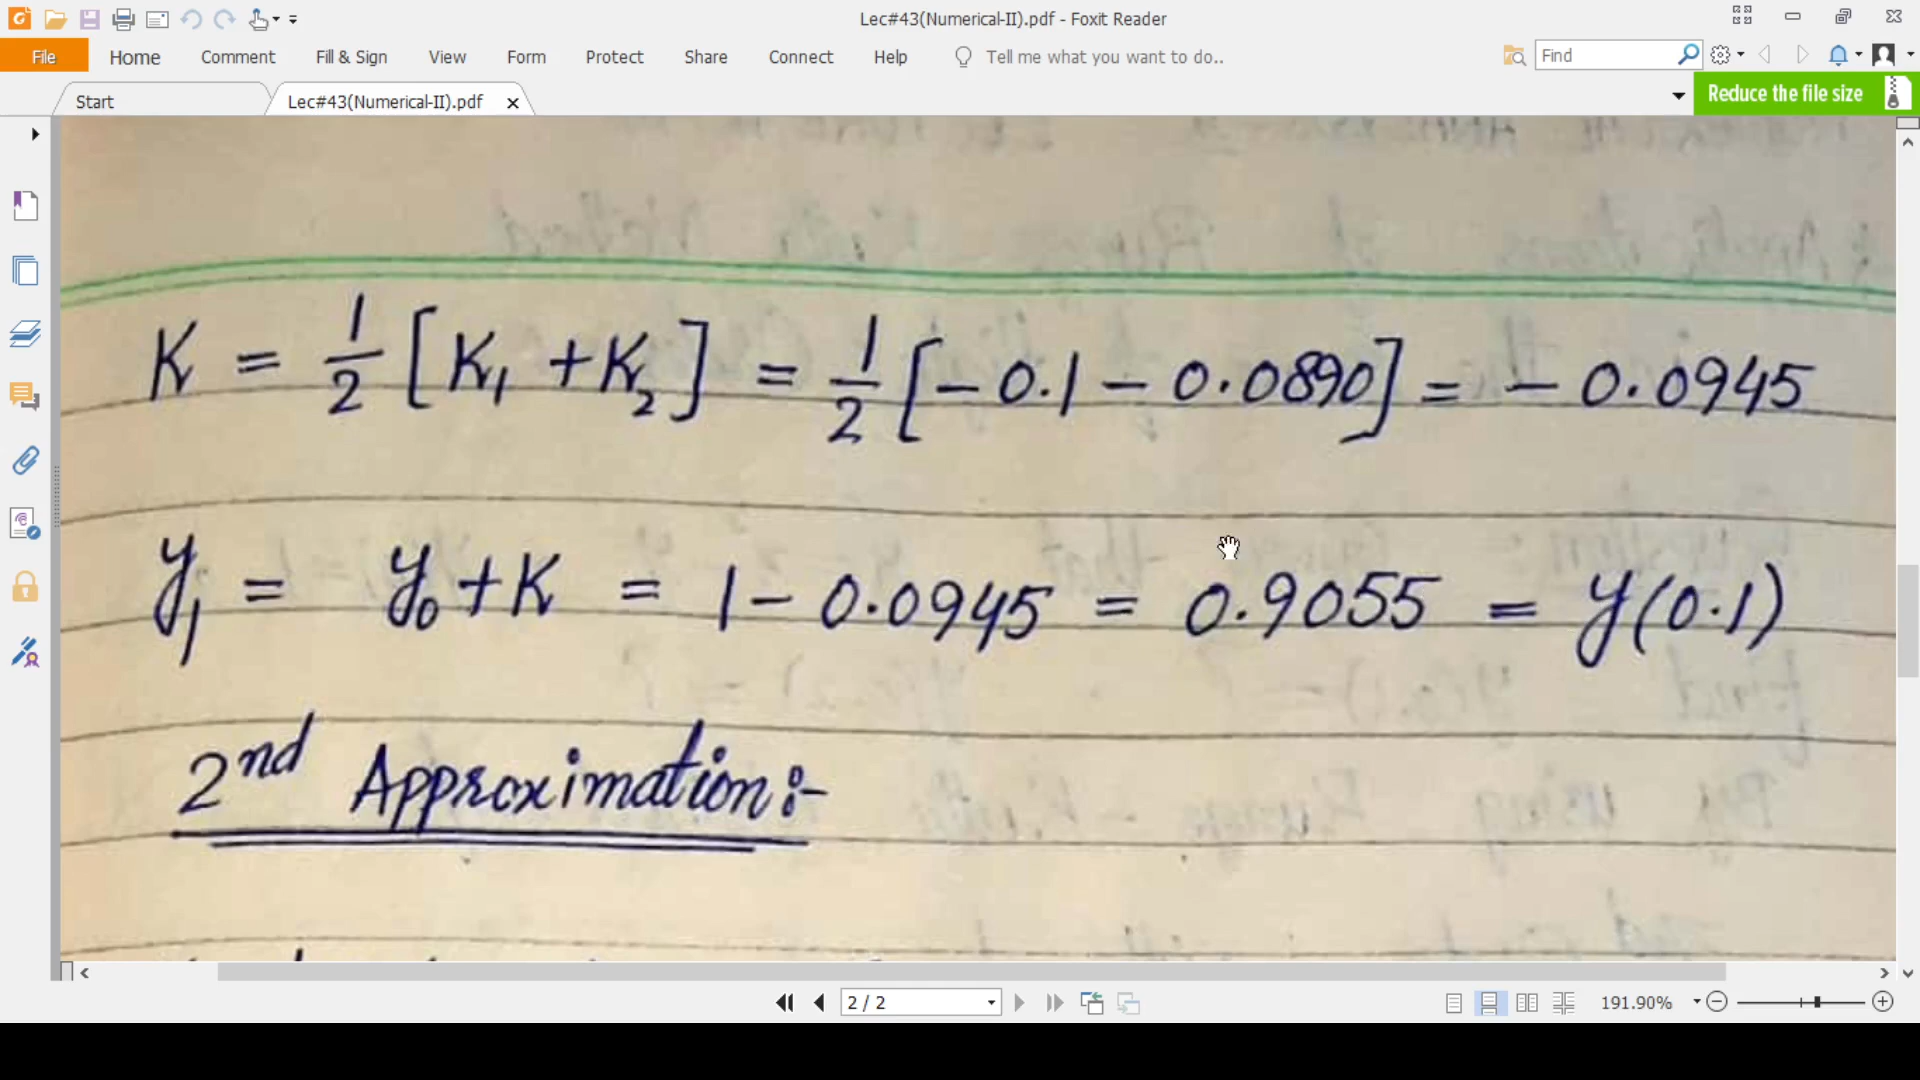 Lec#43(Numerical-II).pdf - Foxit Reader
File Home Comment Fill & Sign View Form Protect Share Connect Help Tell me what you want to do.. Find
Start Lec#43(Numerical-II).pdf Reduce the file size
K = 1/2 [K₁ + K₂] = 1/2 [-0.1 - 0.0890] = -0.0945
y₁ = y₀ + K = 1 - 0.0945 = 0.9055 = y(0.1)
2nd Approximation:-
2 / 2 191.90%